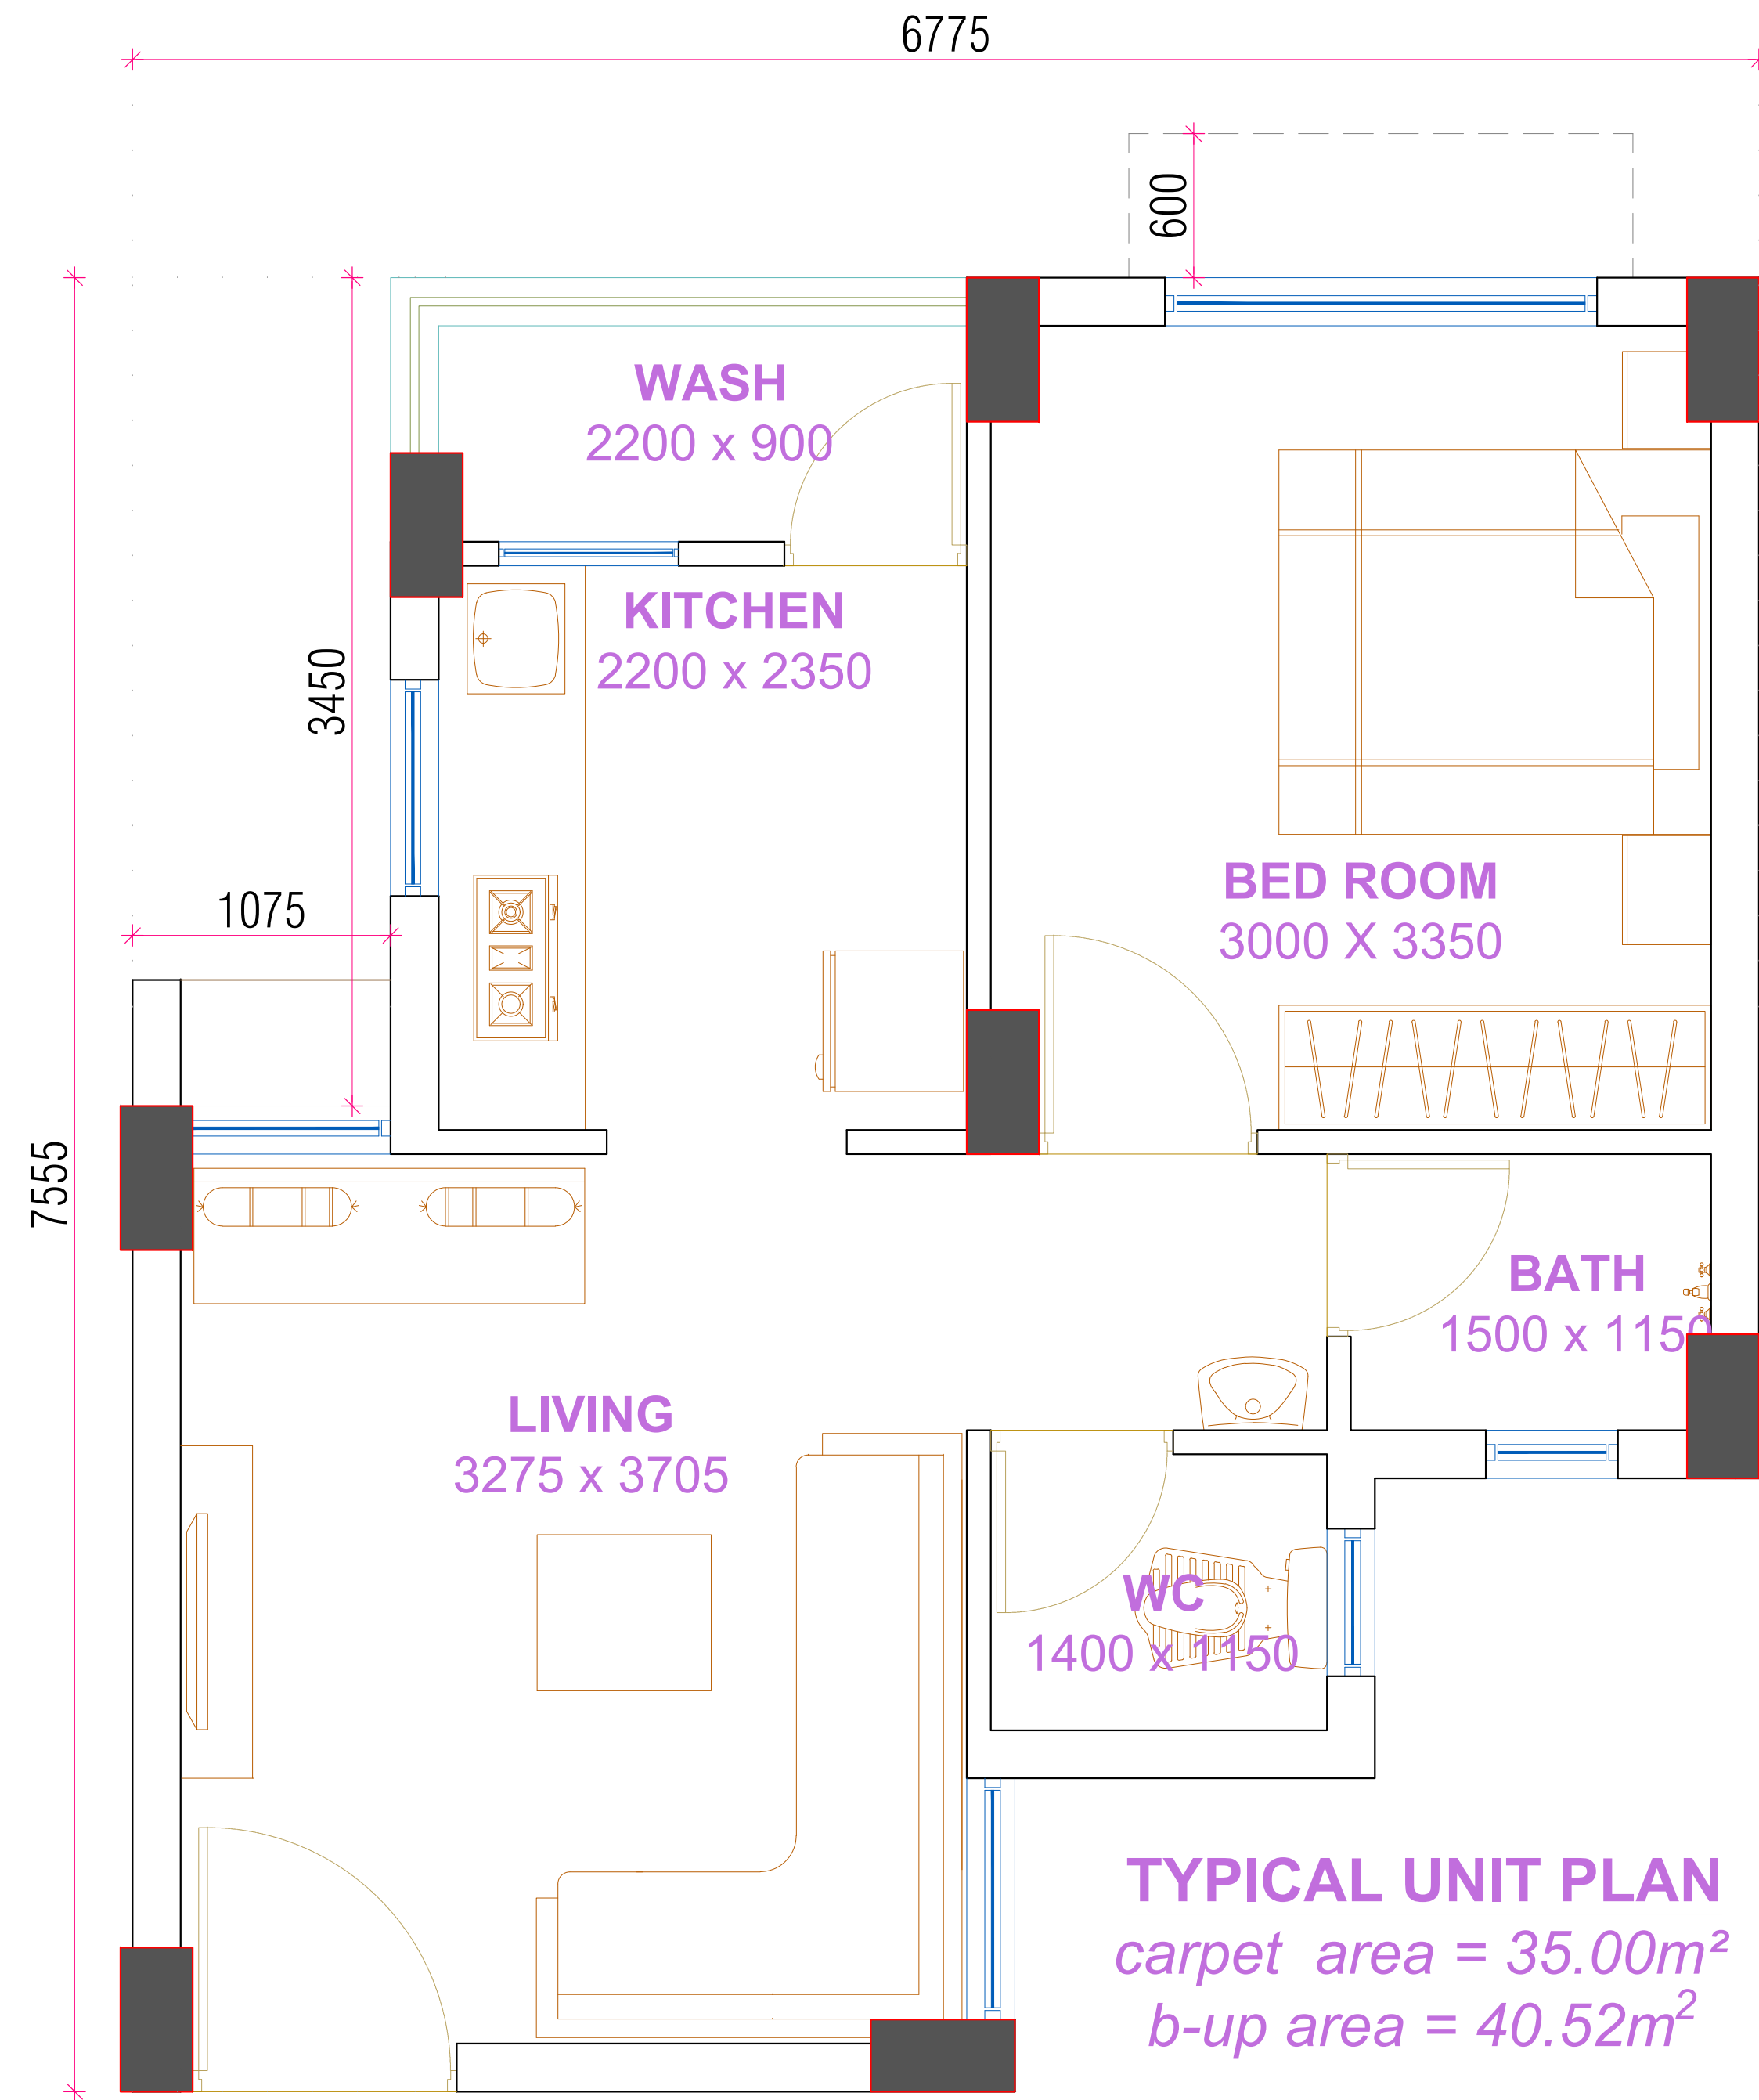 6775
600
WASH
2200 x 900
KITCHEN
2200 x 2350
3450
BED ROOM
3000 X 3350
1075
7555
BATH
1500 x 1150
LIVING
3275 x 3705
WC
1400 x 1150
TYPICAL UNIT PLAN
carpet area = 35.00m²
b-up area = 40.52m²